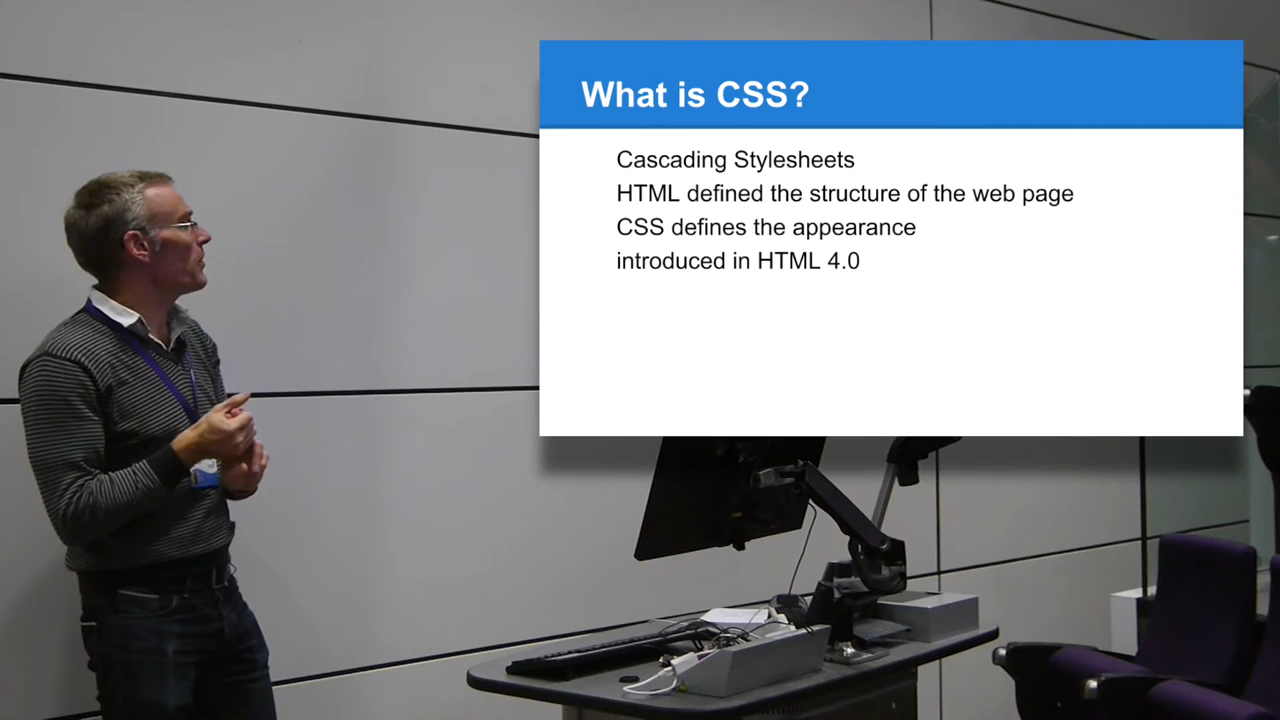 What is CSS?
Cascading Stylesheets
HTML defined the structure of the web page
CSS defines the appearance
introduced in HTML 4.0